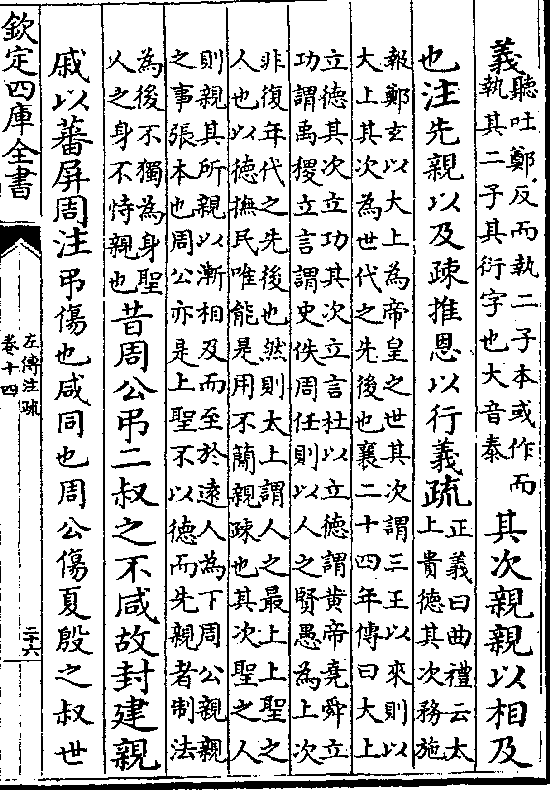 義
聽吐鄭反而執二子本或作而
執其二子其衍字也大音泰
其次親親以相及
也注先親以及疎推恩以行義疏
正義曰曲禮云太
上貴德其次務施
報鄭玄以大上為帝皇之世其次謂三王以來則以
大上其次為世代之先後也襄二十四年傳曰大上
立德其次立功其次立言杜以立德謂黄帝堯舜立
功謂禹稷立言謂史佚周任則以人之賢愚為上次
非復年代之先後也然則太上謂人之最上上聖之
人也以德撫民唯能是用不簡親疎也其次聖之人
則親其所親以漸相及而至於遠人為下周公親親
之事張本也周公亦是上聖不以德而先親者制法
為後不獨為身聖
人之身不恃親也
昔周公弔二叔之不咸故封建親
戚以蕃屏周注弔傷也咸同也周公傷夏殷之叔世
欽定四庫全書
左傳注疏
卷十四
二十六